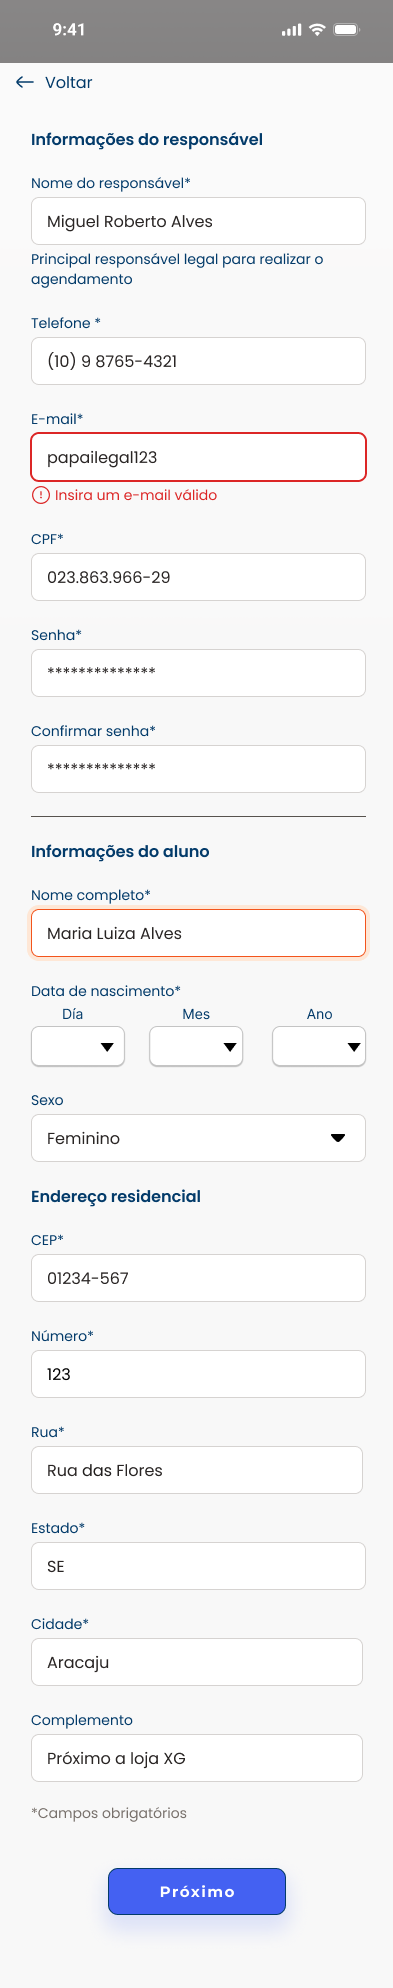 9:41
Voltar
Informações do responsável
Nome do responsável*
Miguel Roberto Alves
Principal responsável legal para realizar o
agendamento
Telefone *
(10) 9 8765-4321
E-mail*
papailegal123
Insira um e-mail válido
CPF*
023.863.966-29
Senha*
**************
Confirmar senha*
**************
Informações do aluno
Nome completo*
Maria Luiza Alves
Data de nascimento*
Día Mes Ano
Sexo
Feminino
Endereço residencial
CEP*
01234-567
Número*
123
Rua*
Rua das Flores
Estado*
SE
Cidade*
Aracaju
Complemento
Próximo a loja XG
*Campos obrigatórios
Próximo